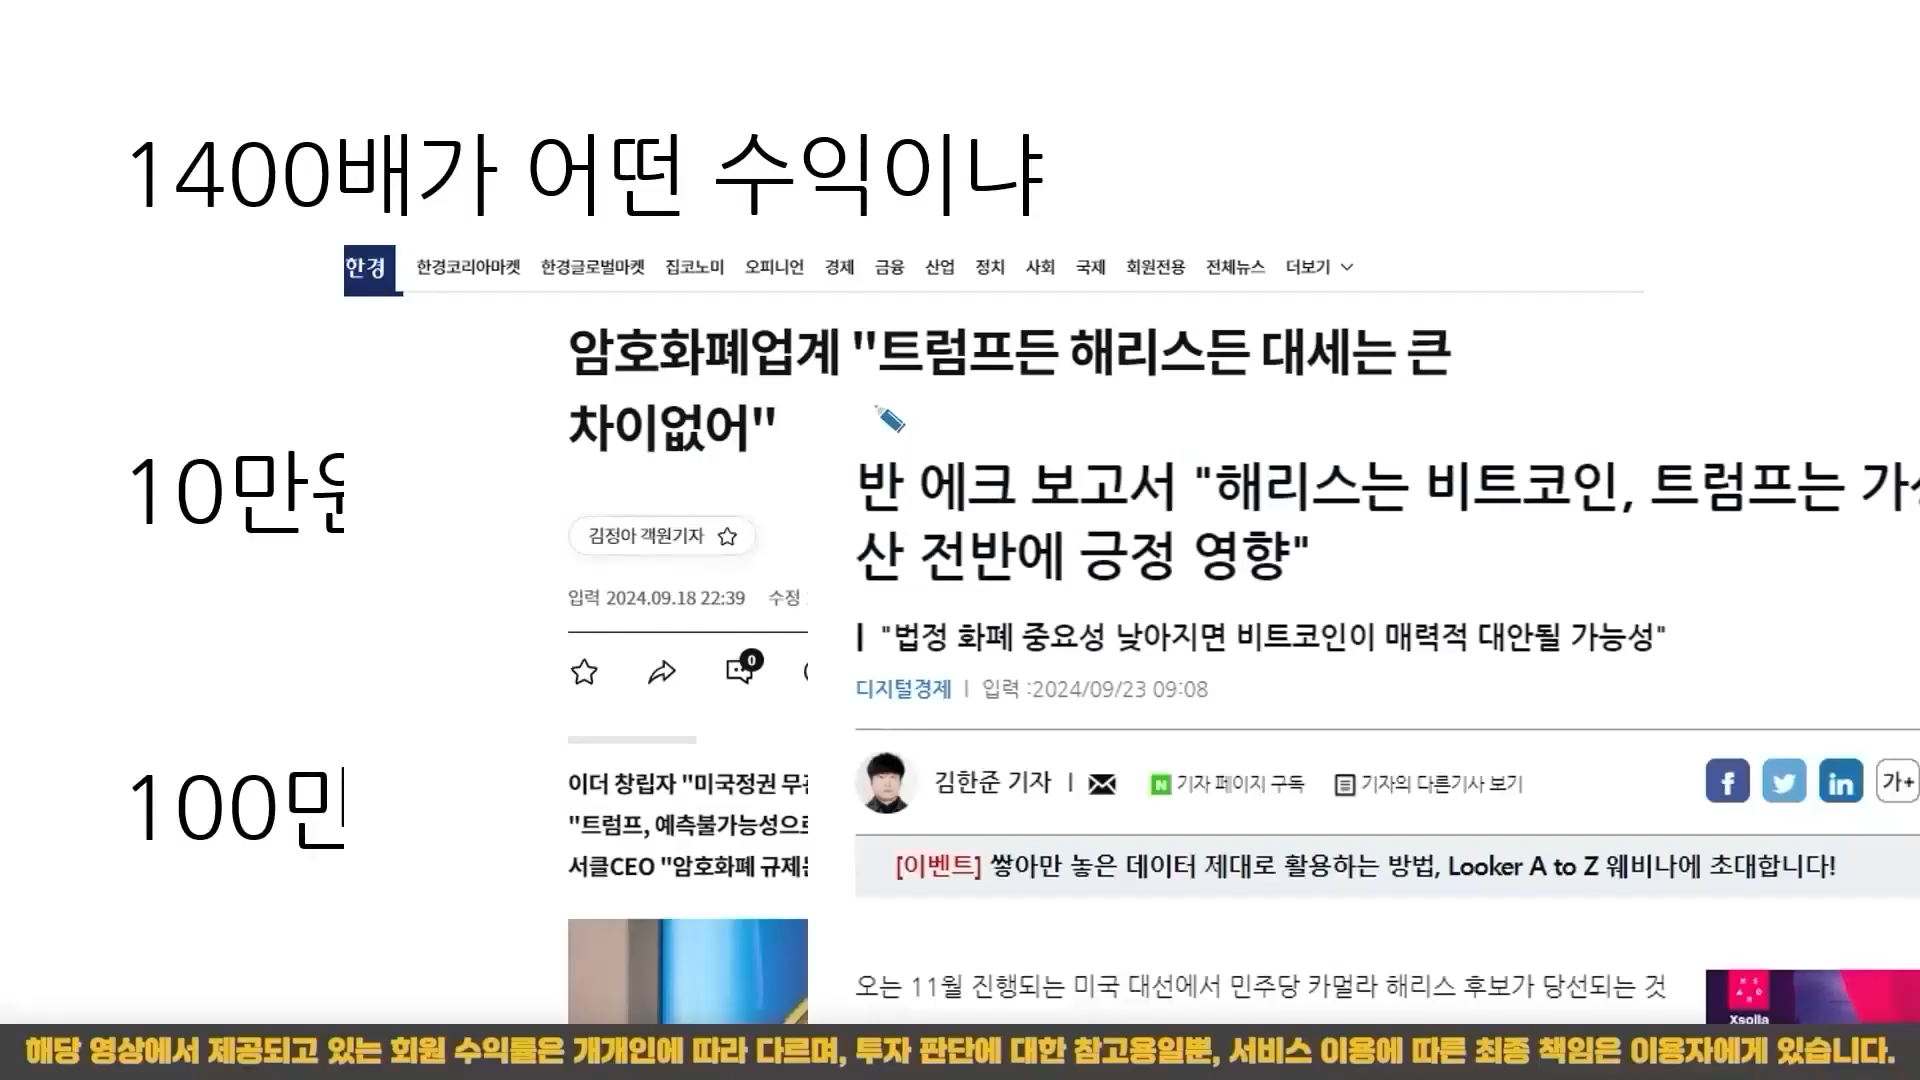 1400배가 어떤 수익이냐
한경 한경코리아마켓 한경글로벌마켓 집코노미 오피니언 경제 금융 산업 정치 사회 국제 회원전용 전체뉴스 더보기
암호화폐업계 "트럼프든 해리스든 대세는 큰
차이없어"
10만원
반 에크 보고서 "해리스는 비트코인, 트럼프는
산 전반에 긍정 영향"
김정아 객원기자
입력 2024.09.18 22:39 수정
"법정 화폐 중요성 낮아지면 비트코인이 매력적 대안될 가능성"
디지털경제 | 입력 :2024/09/23 09:08
0
100만
이더 창립자 "미국정권
"트럼프, 예측불가능성으로
서클CEO "암호화폐 규제는
김한준 기자 | N 기자 페이지 구독 기자의 다른기사 보기
f in 가+
[이벤트] 쌓아만 놓은 데이터 제대로 활용하는 방법, Looker A to Z 웨비나에 초대합니다!
오는 11월 진행되는 미국 대선에서 민주당 카멀라 해리스 후보가 당선되는 것
Xsolla
해당 영상에서 제공되고 있는 회원 수익률은 개개인에 따라 다르며, 투자 판단에 대한 참고용일뿐, 서비스 이용에 따른 최종 책임은 이용자에게 있습니다.